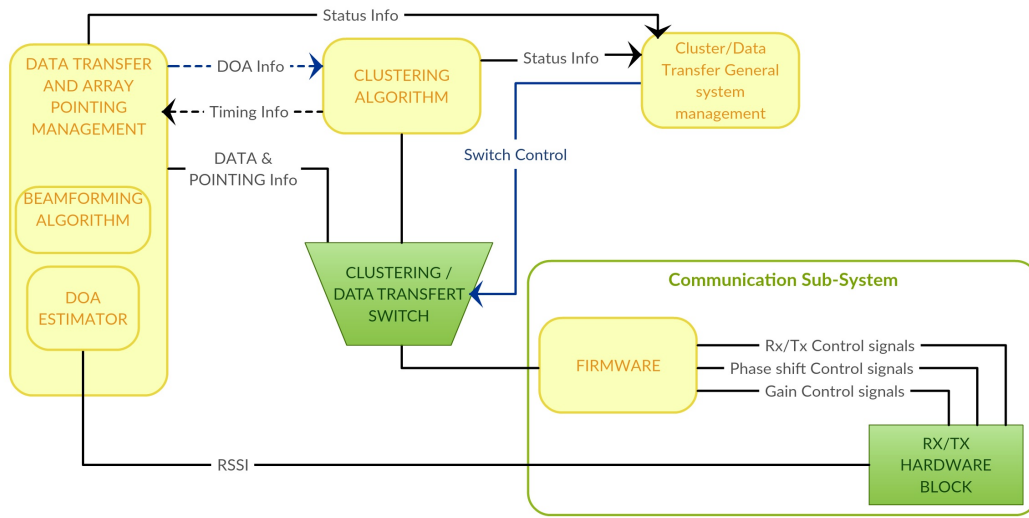 Status Info
DATA TRANSFER
AND ARRAY
POINTING
MANAGEMENT
DOA Info
Timing Info
CLUSTERING
ALGORITHM
Status Info
Cluster/Data
Transfer General
system
management
Switch Control
DATA &
POINTING Info
BEAMFORMING
ALGORITHM
DOA
ESTIMATOR
CLUSTERING /
DATA TRANSFERT
SWITCH
Communication Sub-System
FIRMWARE
Rx/Tx Control signals
Phase shift Control signals
Gain Control signals
RX/TX
HARDWARE
BLOCK
RSSI